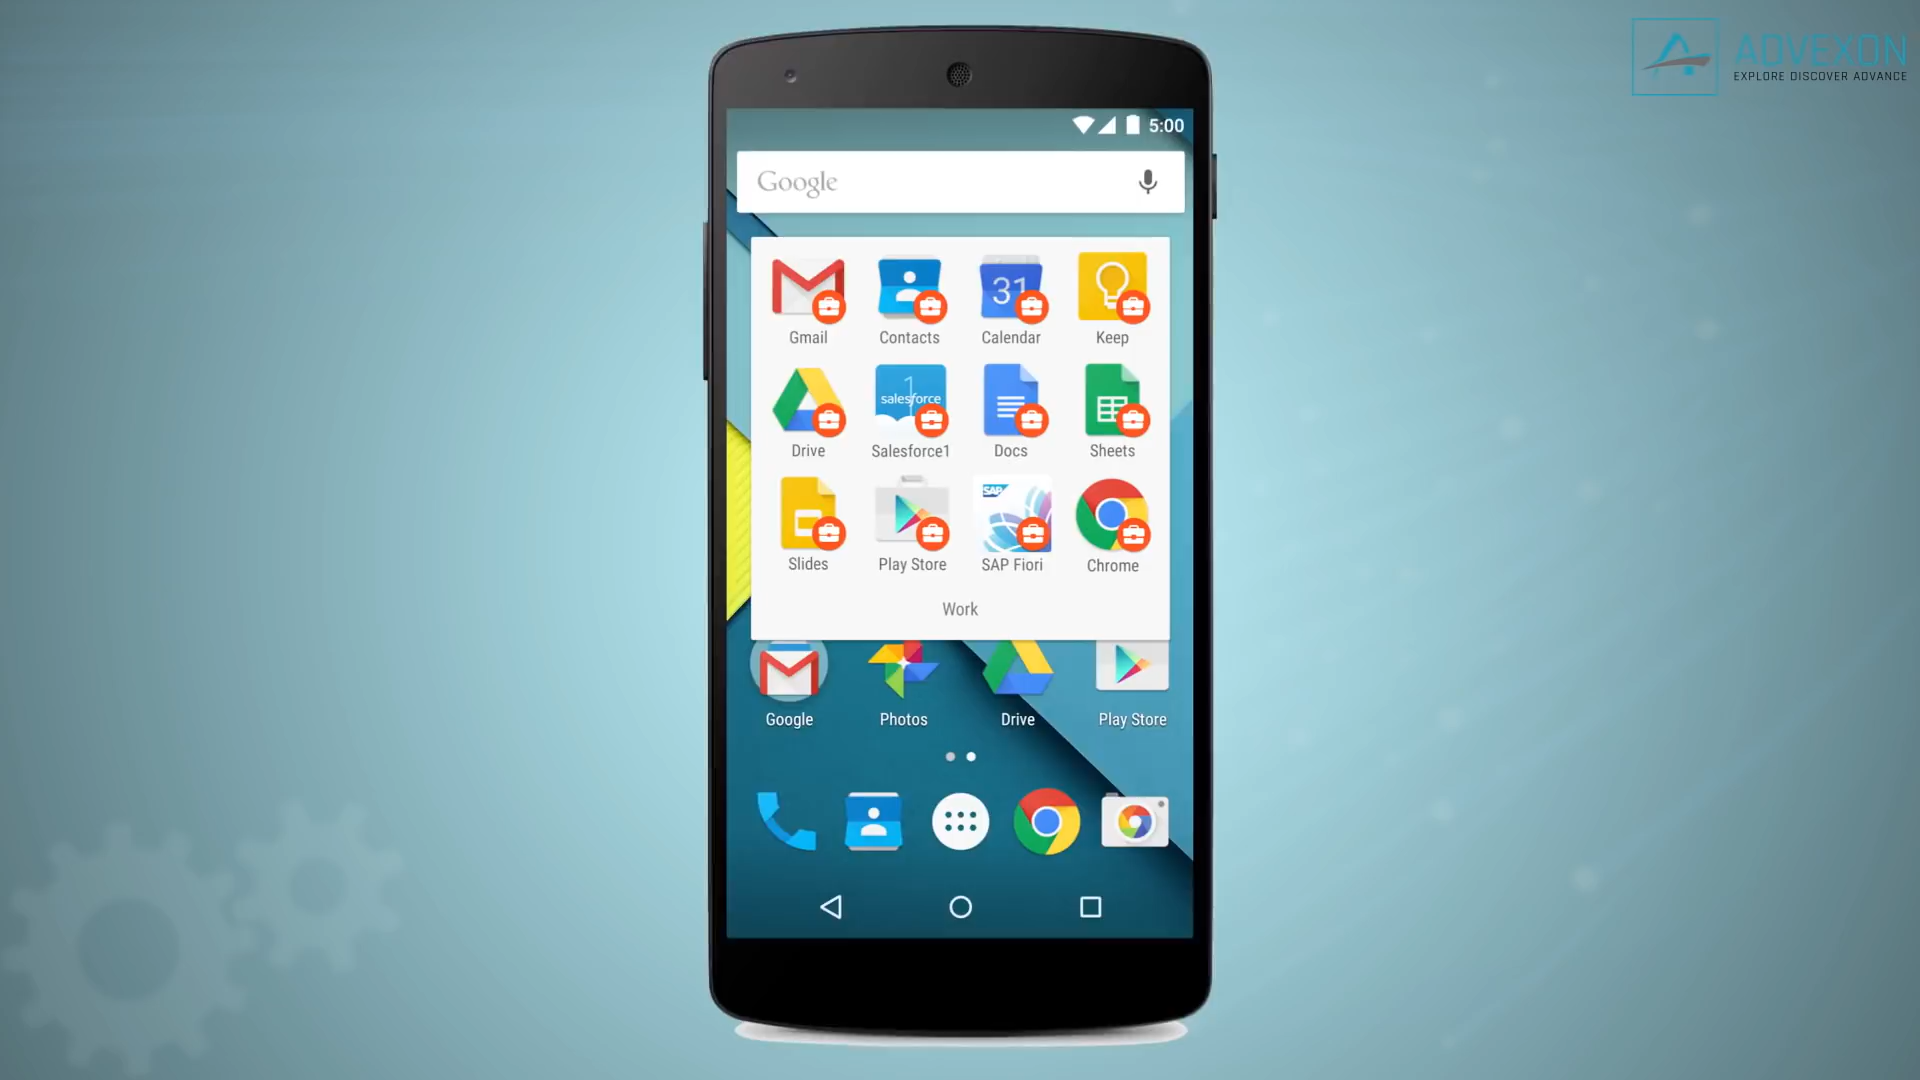 ADVEXON
EXPLORE DISCOVER ADVANCE
5:00
Google
31
Gmail Contacts Calendar Keep
1
salesforce
Drive Salesforce1 Docs Sheets
SAP
Slides Play Store SAP Fiori Chrome
Work
Google Photos Drive Play Store